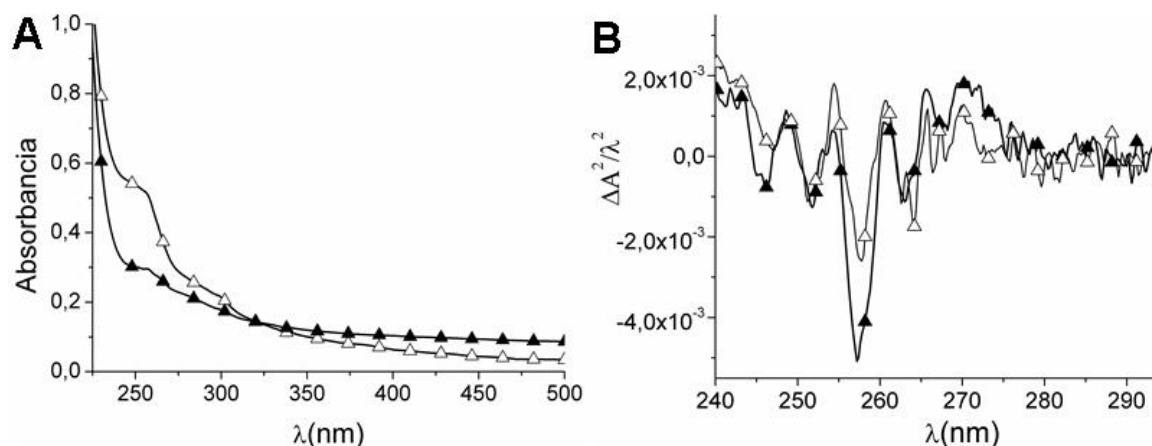 A
Absorbancia
1,0
0,8
0,6
0,4
0,2
0,0
250 300 350 400 450 500
λ(nm)
B
ΔA²/λ²
2,0x10⁻³
0,0
-2,0x10⁻³
-4,0x10⁻³
240 250 260 270 280 290
λ(nm)